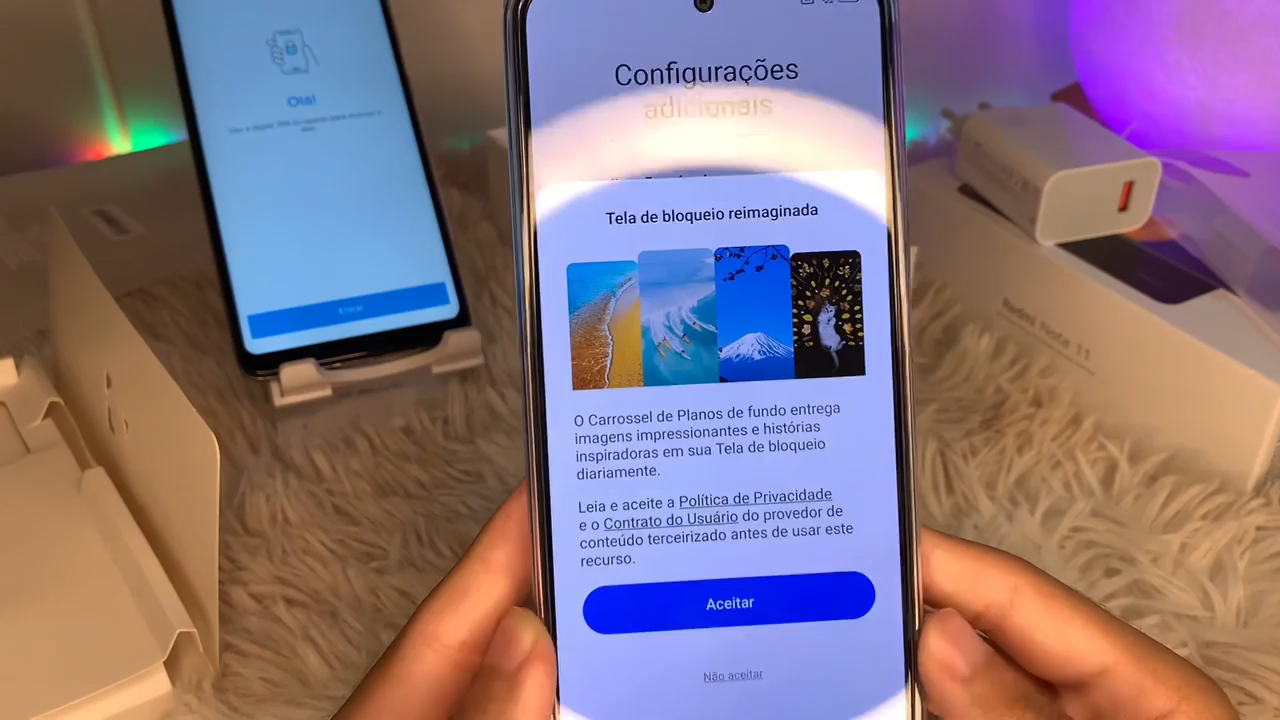 Configurações
adicionais
Tela de bloqueio reimaginada
O Carrossel de Planos de fundo entrega
imagens impressionantes e histórias
inspiradoras em sua Tela de bloqueio
diariamente.
Leia e aceite a Política de Privacidade
e o Contrato do Usuário do provedor de
conteúdo terceirizado antes de usar este
recurso.
Aceitar
Não aceitar
Olá!
Entrar
Redmi Note 11